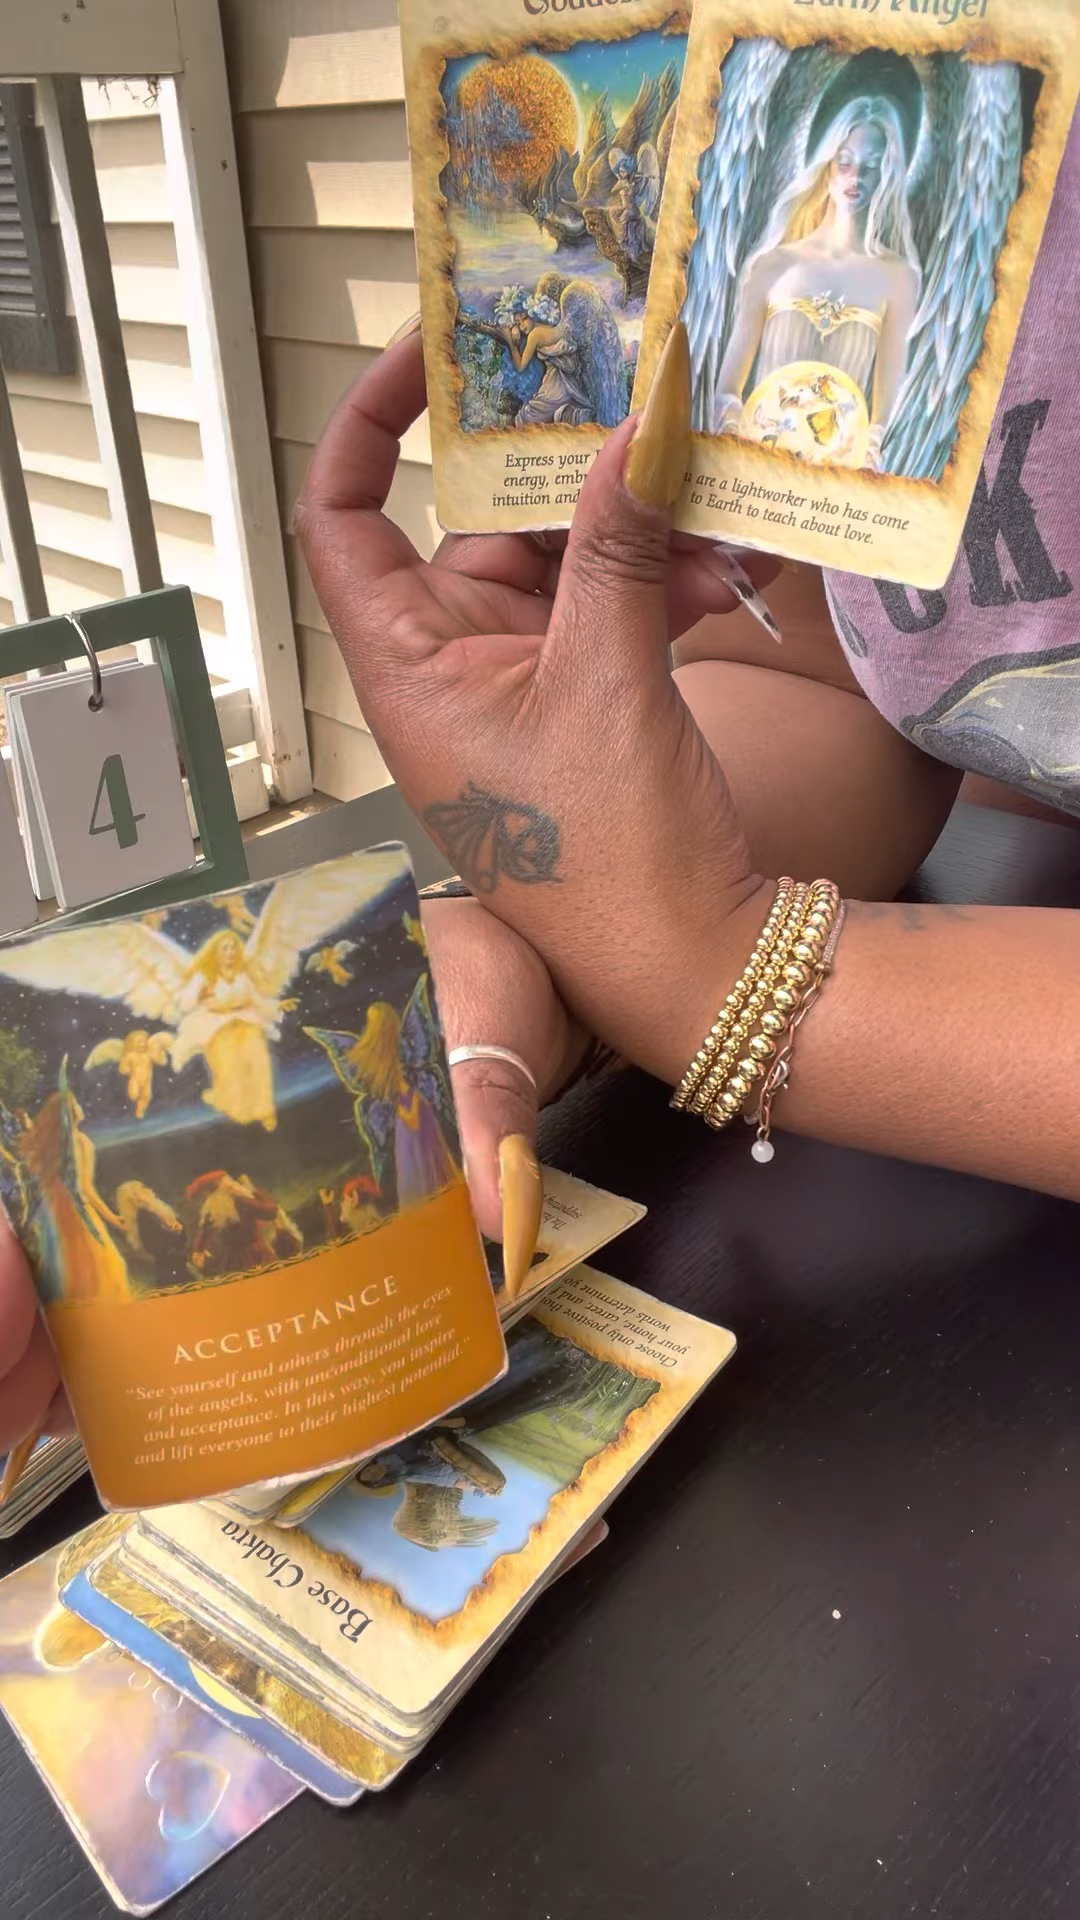 Earth Angel
Express your
energy,
intuition and
are a lightworker who has come
to Earth to teach about love.
4
ACCEPTANCE
"See yourself and others through the eyes
of the angels, with unconditional love
and acceptance. In this way, you inspire
and lift everyone to their highest potential."
Choose only positive
your home, career, and
words determine
Base Chakra